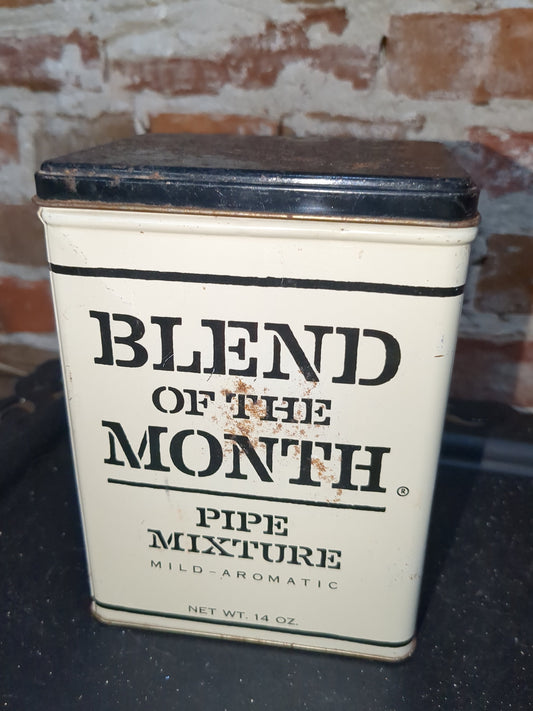 BLEND
OF THE
MONTH®
PIPE
MIXTURE
MILD-AROMATIC
NET WT. 14 OZ.